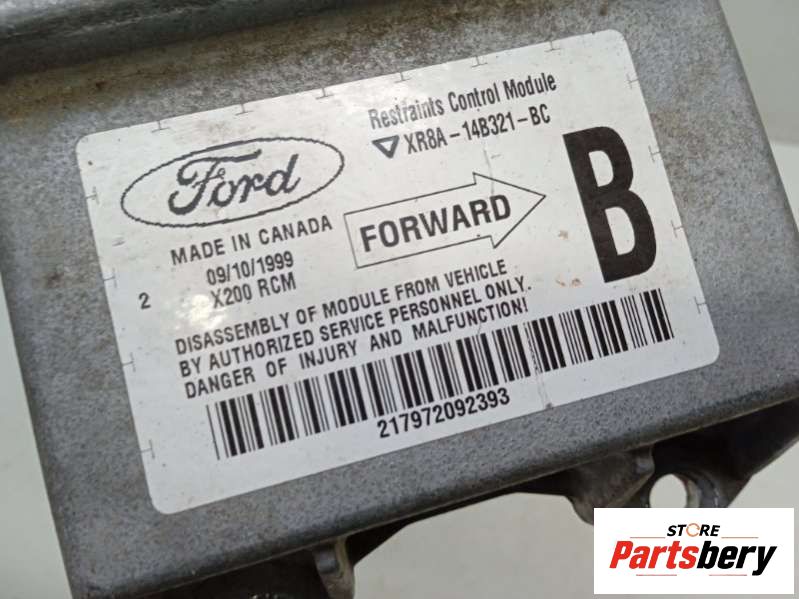 Restraints Control Module
XR8A-14B321-BC
Ford
B
FORWARD
MADE IN CANADA
09/10/1999
2 X200 RCM
DISASSEMBLY OF MODULE FROM VEHICLE
BY AUTHORIZED SERVICE PERSONNEL ONLY.
DANGER OF INJURY AND MALFUNCTION!
217972092393
STORE
Partsbery